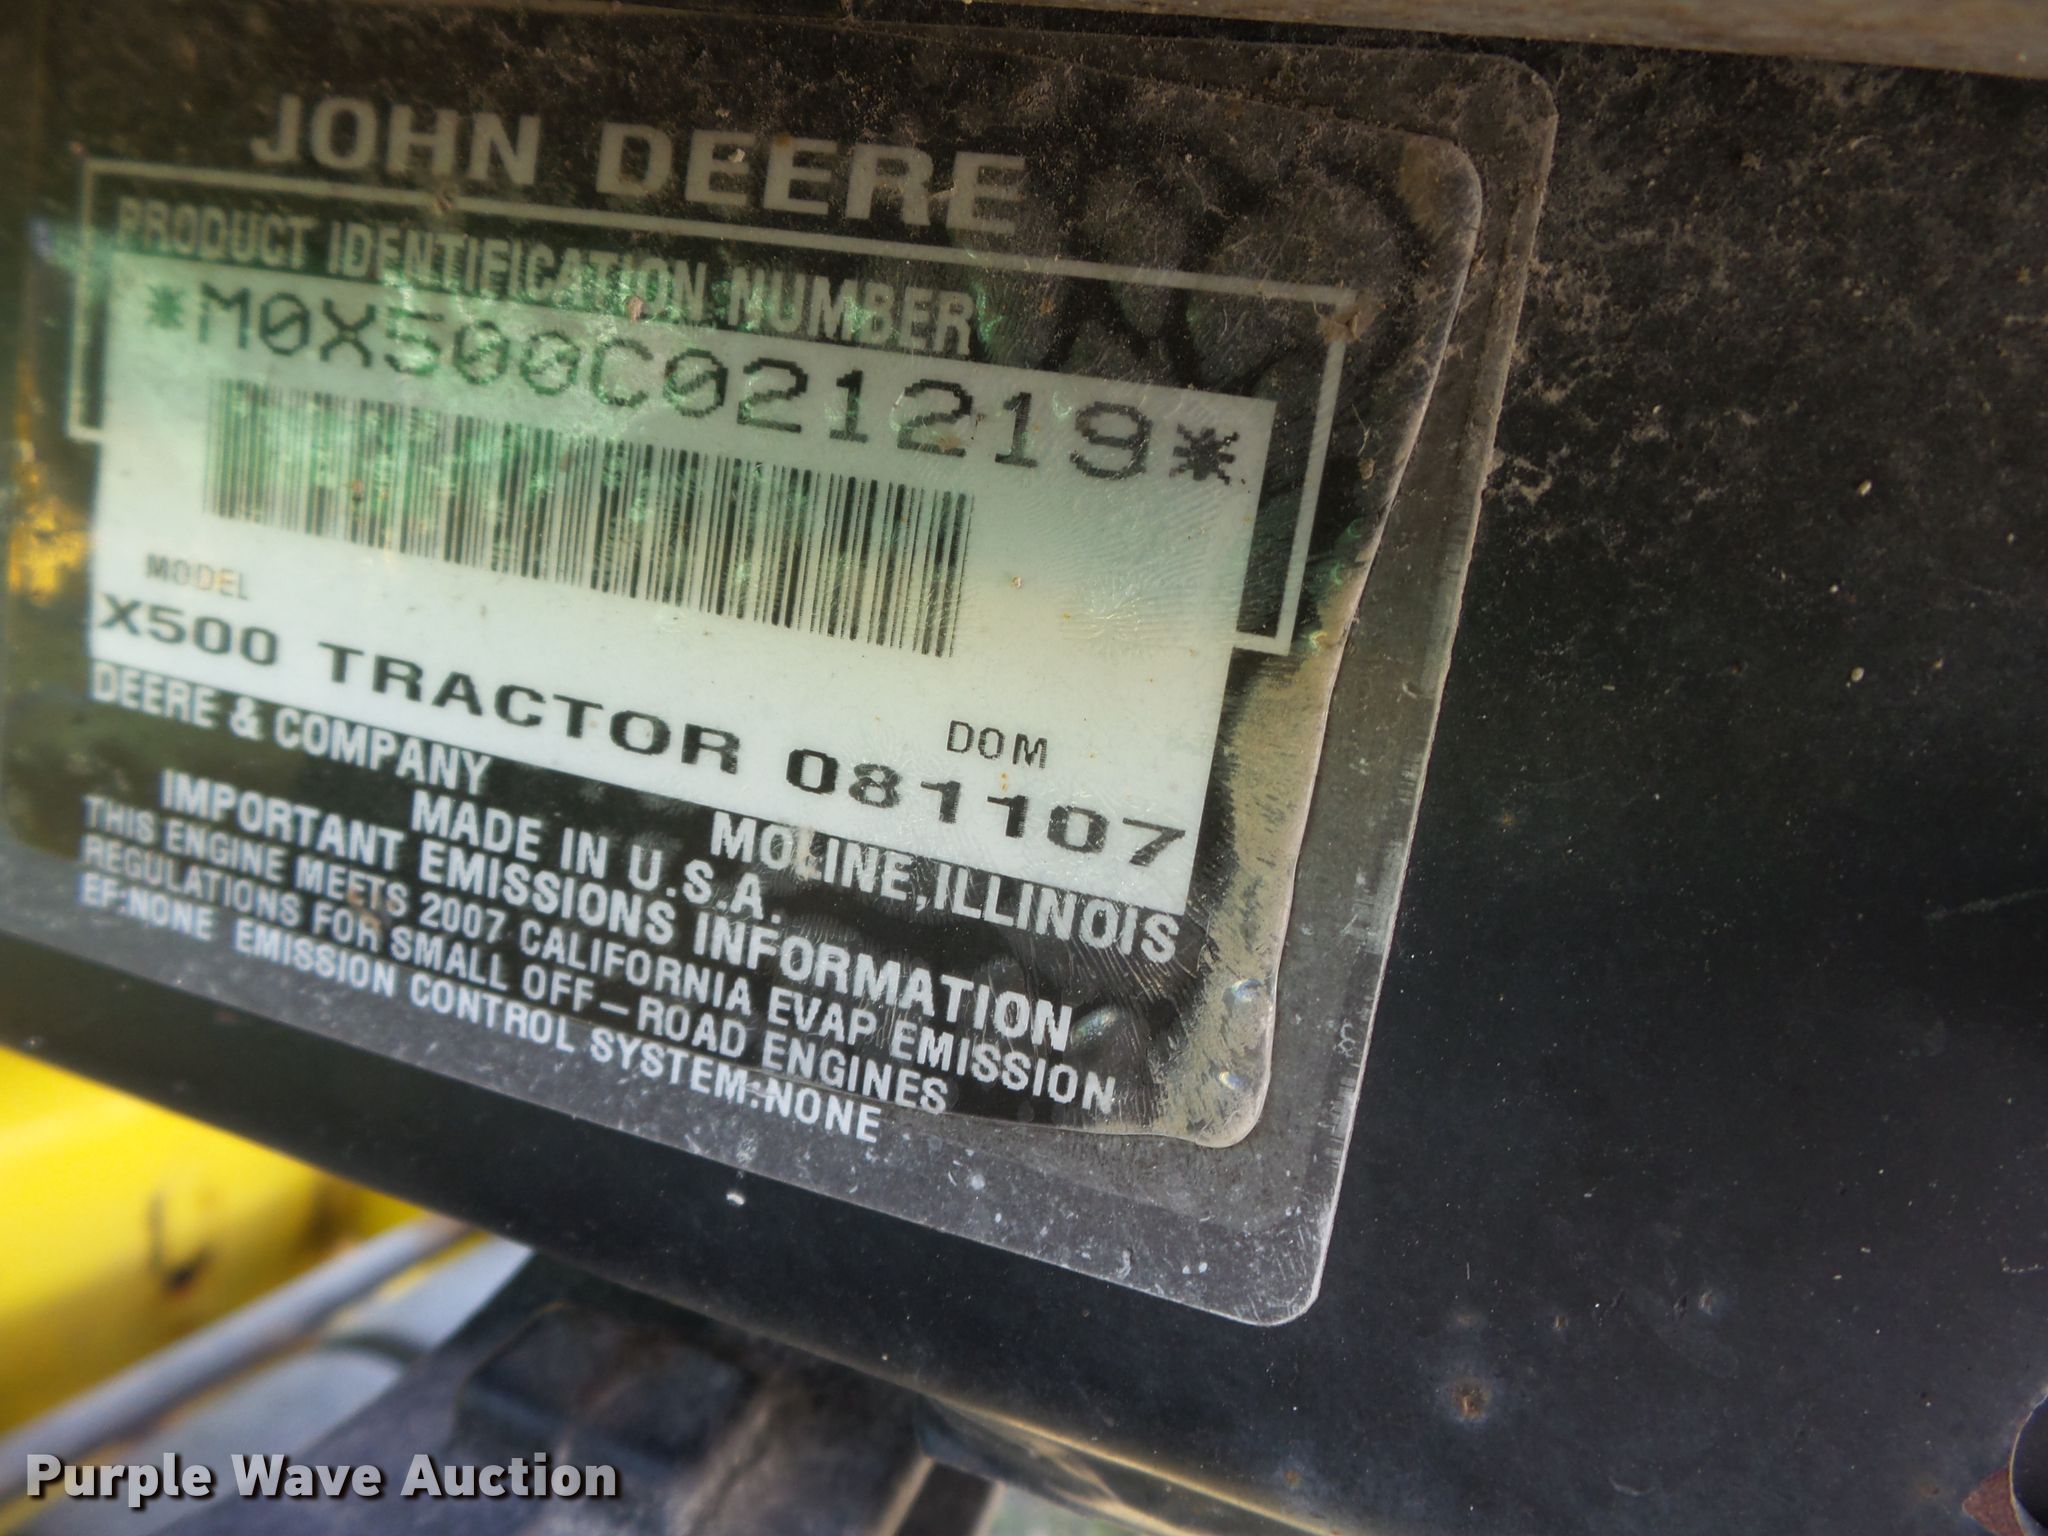 JOHN DEERE
PRODUCT IDENTIFICATION NUMBER
*M0X500C021219*
MODEL
DOM
X500 TRACTOR 081107
DEERE & COMPANY MOLINE, ILLINOIS
MADE IN U.S.A.
IMPORTANT EMISSIONS INFORMATION
THIS ENGINE MEETS 2007 CALIFORNIA EVAP EMISSION
REGULATIONS FOR SMALL OFF-ROAD ENGINES
EF:NONE EMISSION CONTROL SYSTEM:NONE
Purple Wave Auction